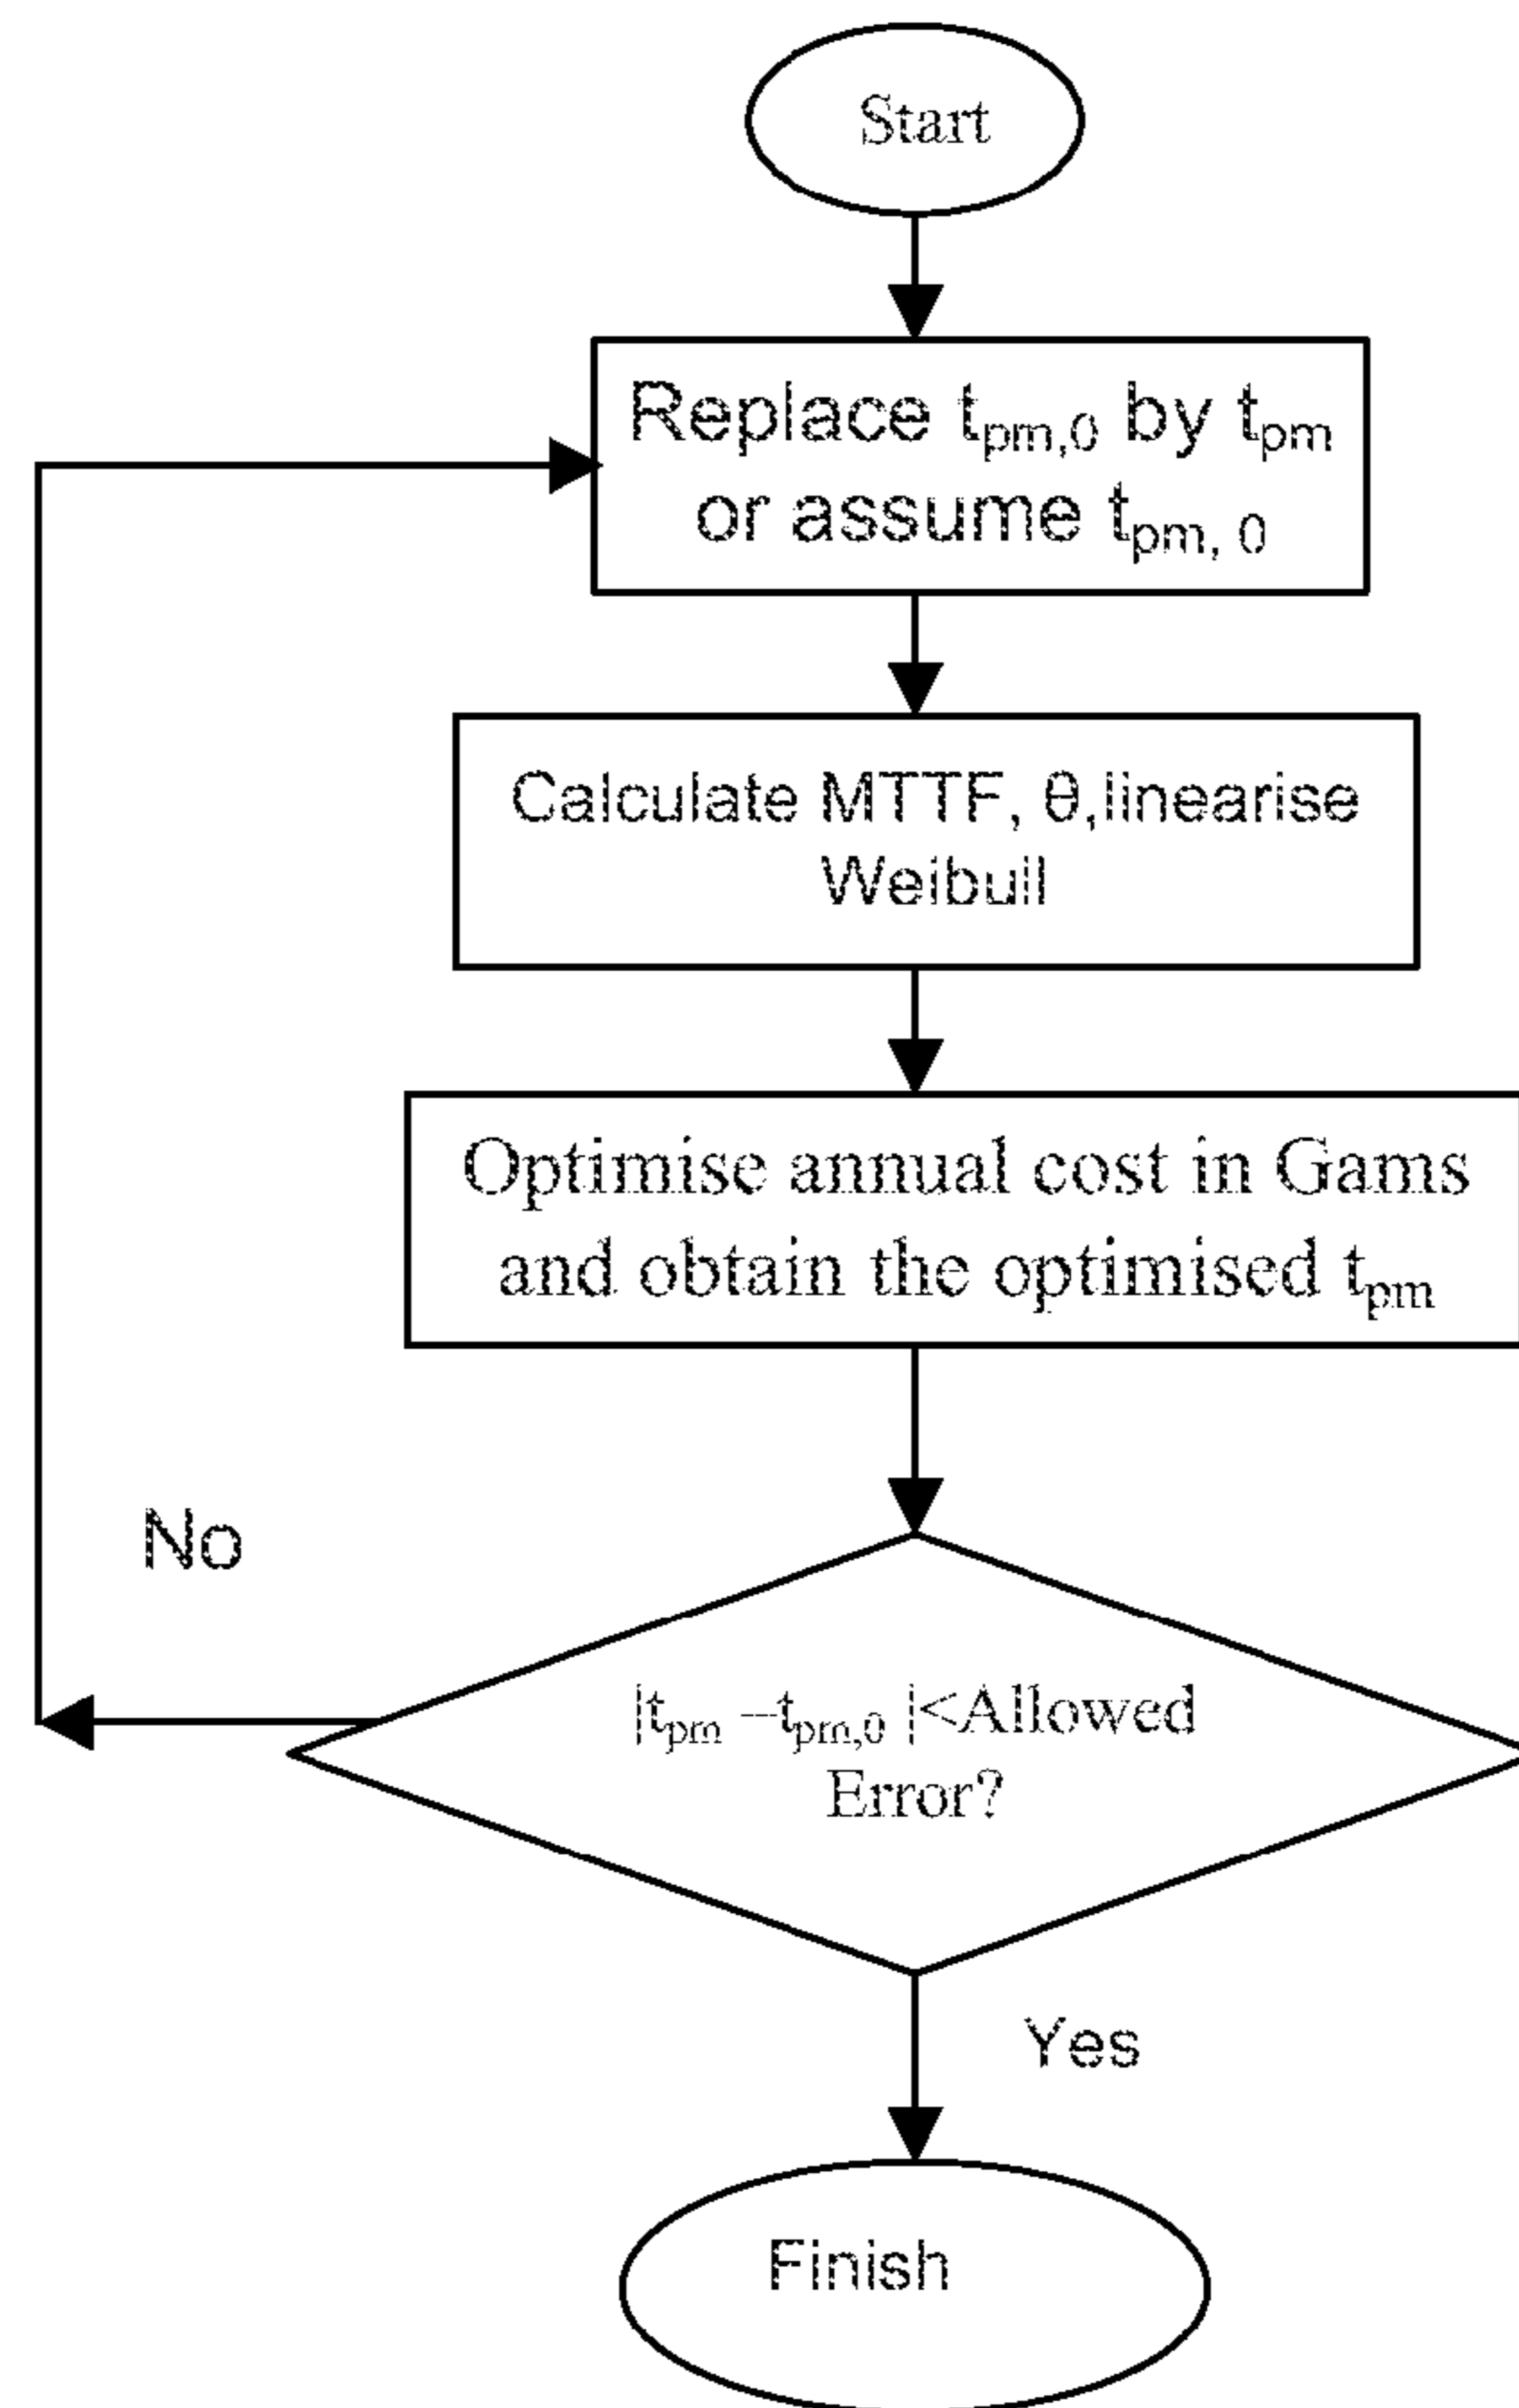 Start
Replace tpm,0 by tpm
or assume tpm, 0
Calculate MTTF, θ,linearise
Weibull
Optimise annual cost in Gams
and obtain the optimised tpm
No
|tpm –tpm,0 |<Allowed
Error?
Yes
Finish